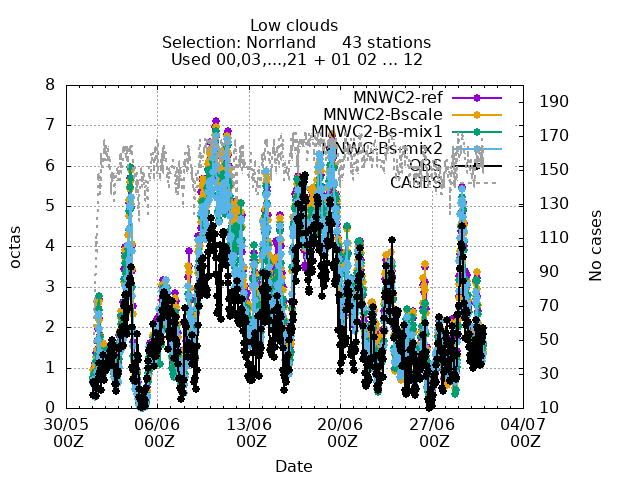 Low clouds
Selection: Norrland 43 stations
Used 00,03,...,21 + 01 02 ... 12
MNWC2-ref
MNWC2-Bscale
MNWC2-Bs-mix1
MNWC-Bs-mix2
OBS
CASES
octas
8
7
6
5
4
3
2
1
0
No cases
190
170
150
130
110
90
70
50
30
10
30/05 06/06 13/06 20/06 27/06 04/07
00Z 00Z 00Z 00Z 00Z 00Z
Date